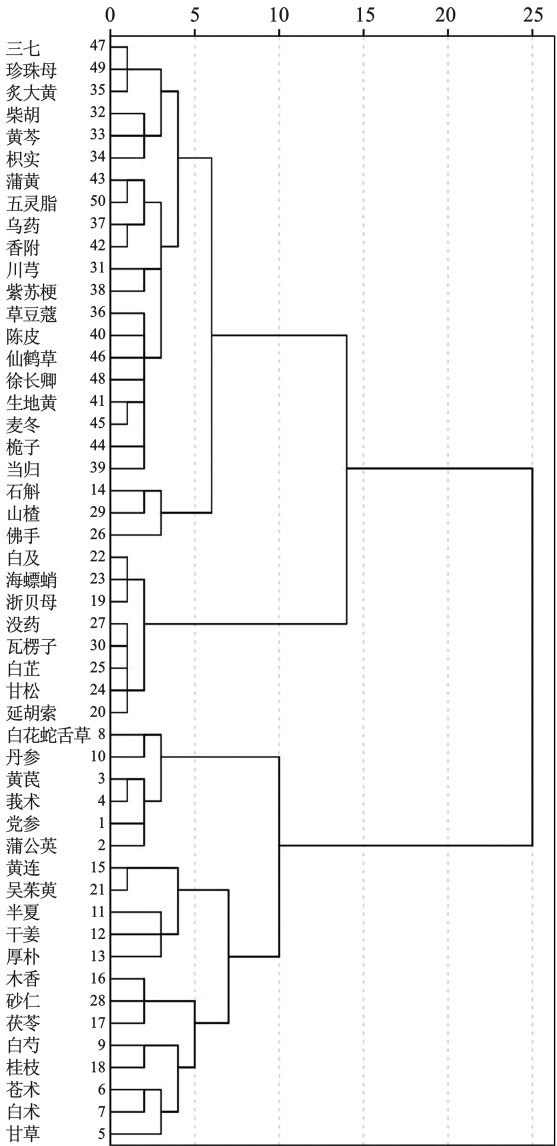 0 5 10 15 20 25
三七 47
珍珠母 49
炙大黄 35
柴胡 32
黄芩 33
枳实 34
蒲黄 43
五灵脂 50
乌药 37
香附 42
川芎 31
紫苏梗 38
草豆蔻 36
陈皮 40
仙鹤草 46
徐长卿 48
生地黄 41
麦冬 45
桅子 44
当归 39
石斛 14
山楂 29
佛手 26
白及 22
海螵蛸 23
浙贝母 19
没药 27
瓦楞子 30
白芷 25
甘松 24
延胡索 20
白花蛇舌草 8
丹参 10
黄芪 3
莪术 4
党参 1
蒲公英 2
黄连 15
吴茱萸 21
半夏 11
干姜 12
厚朴 13
木香 16
砂仁 28
茯苓 17
白芍 9
桂枝 18
苍术 6
白术 7
甘草 5